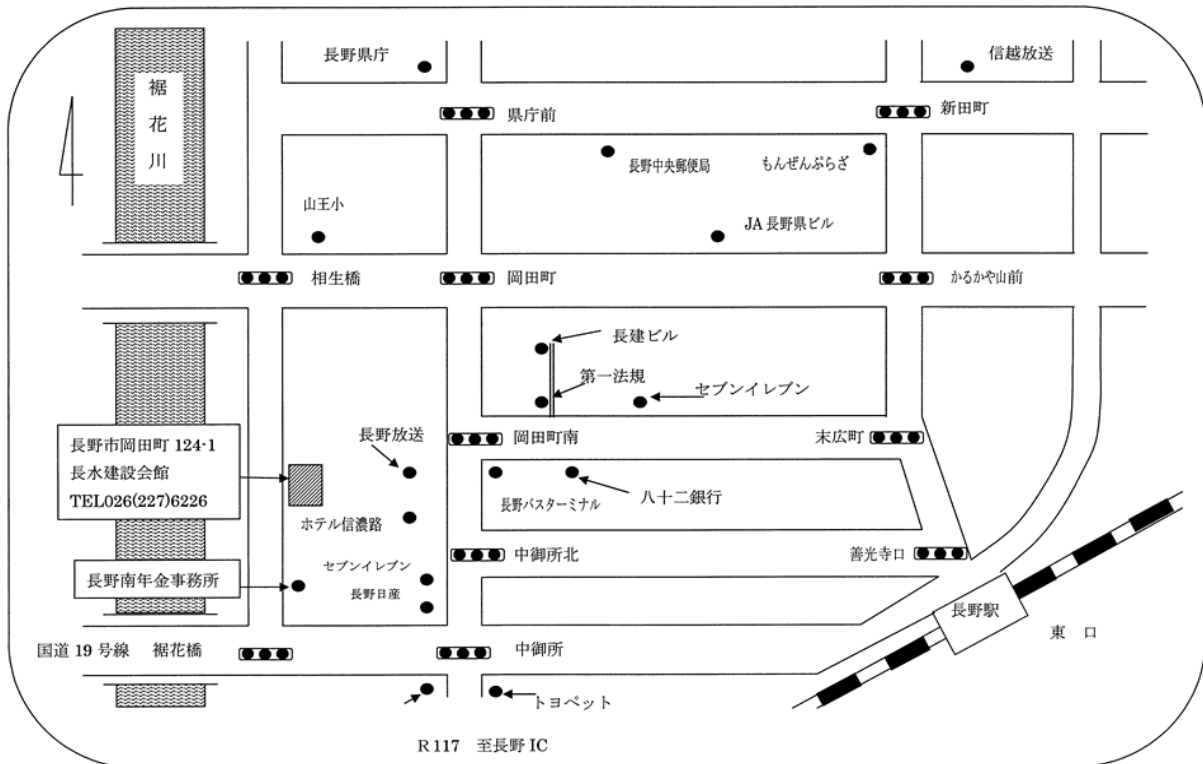 長野県庁
信越放送
裾花川
県庁前
新田町
長野中央郵便局
もんぜんぷらざ
山王小
JA長野県ビル
相生橋
岡田町
かるかや山前
長建ビル
第一法規
セブンイレブン
長野放送
岡田町南
末広町
長野市岡田町 124-1
長水建設会館
TEL026(227)6226
八十二銀行
長野バスターミナル
ホテル信濃路
中御所北
善光寺口
セブンイレブン
長野南年金事務所
長野日産
長野駅
東 口
国道 19 号線 裾花橋
中御所
トヨペット
R117 至長野 IC